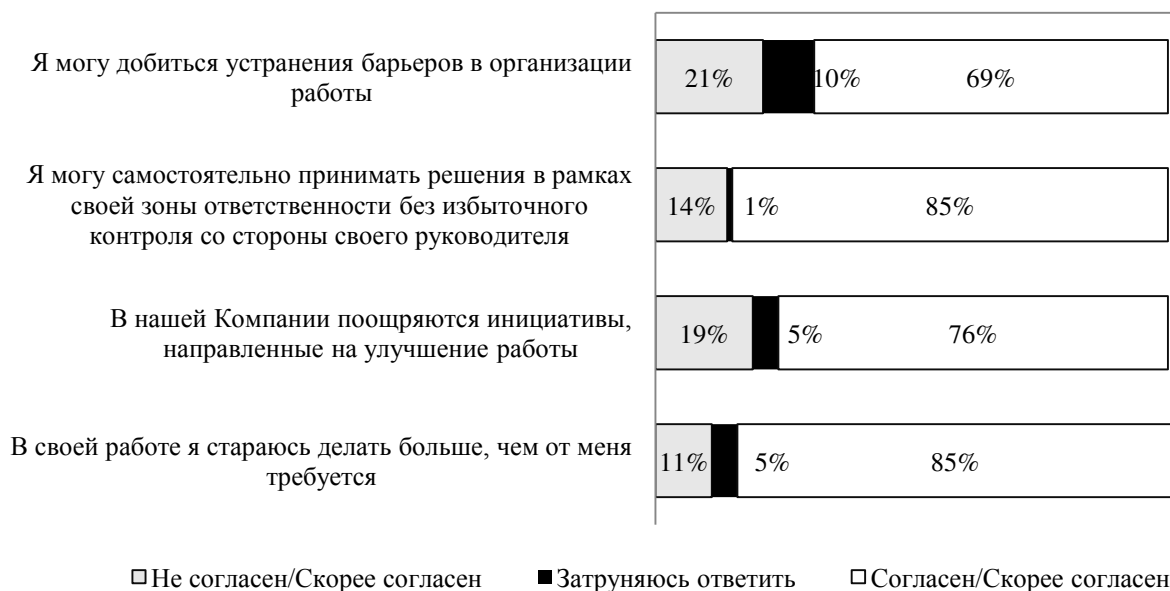 Я могу добиться устранения барьеров в организации
работы
21% 10% 69%
Я могу самостоятельно принимать решения в рамках
своей зоны ответственности без избыточного
контроля со стороны своего руководителя
14% 1% 85%
В нашей Компании поощряются инициативы,
направленные на улучшение работы
19% 5% 76%
В своей работе я стараюсь делать больше, чем от меня
требуется
11% 5% 85%
Не согласен/Скорее согласен Затруняюсь ответить Согласен/Скорее согласен